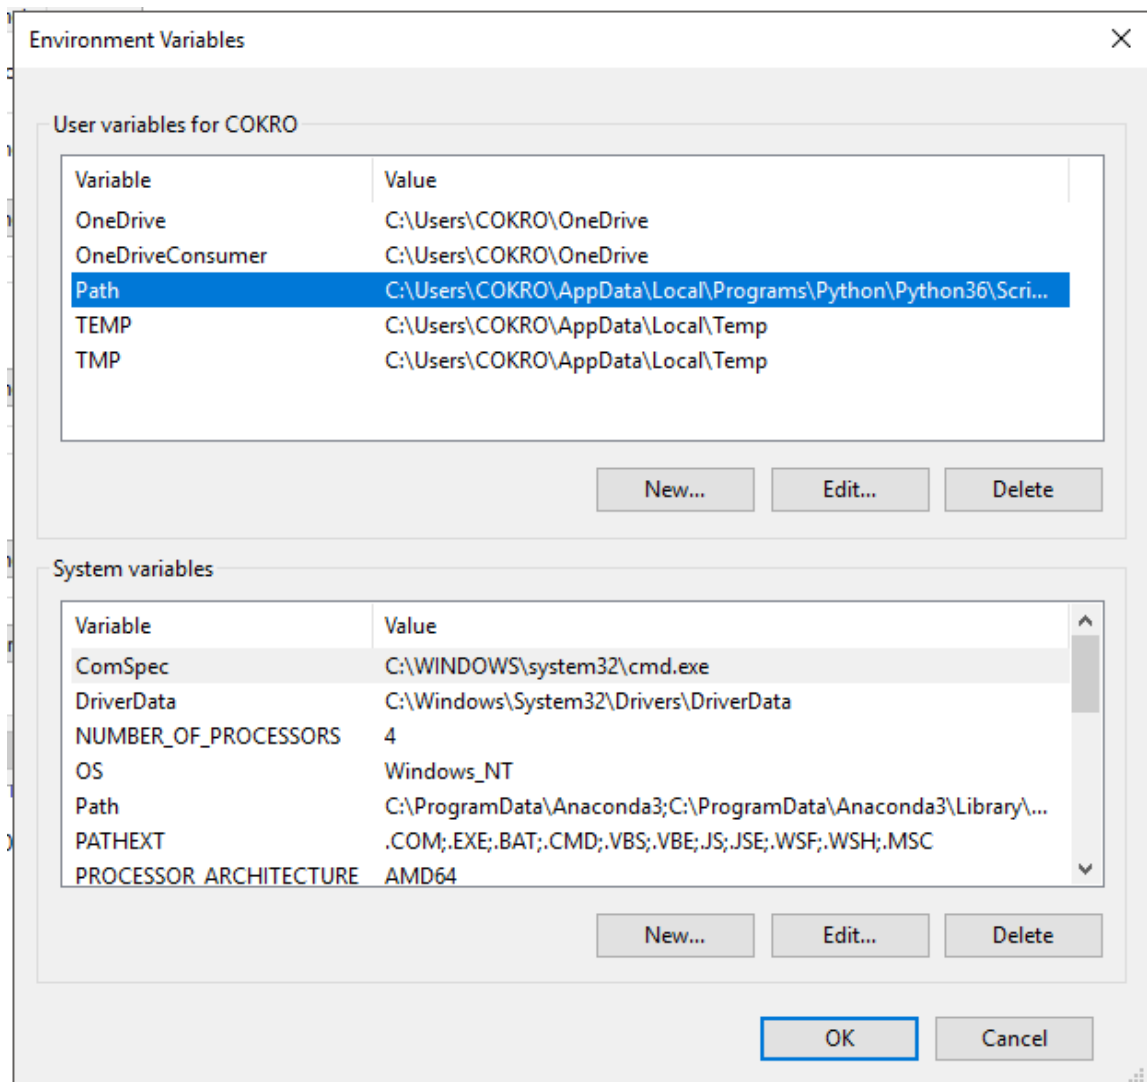 Environment Variables
User variables for COKRO
Variable Value
OneDrive C:\Users\COKRO\OneDrive
OneDriveConsumer C:\Users\COKRO\OneDrive
Path C:\Users\COKRO\AppData\Local\Programs\Python\Python36\Scri...
TEMP C:\Users\COKRO\AppData\Local\Temp
TMP C:\Users\COKRO\AppData\Local\Temp
New... Edit... Delete
System variables
Variable Value
ComSpec C:\WINDOWS\system32\cmd.exe
DriverData C:\Windows\System32\Drivers\DriverData
NUMBER_OF_PROCESSORS 4
OS Windows_NT
Path C:\ProgramData\Anaconda3;C:\ProgramData\Anaconda3\Library\...
PATHEXT .COM;.EXE;.BAT;.CMD;.VBS;.VBE;.JS;.JSE;.WSF;.WSH;.MSC
PROCESSOR_ARCHITECTURE AMD64
New... Edit... Delete
OK Cancel